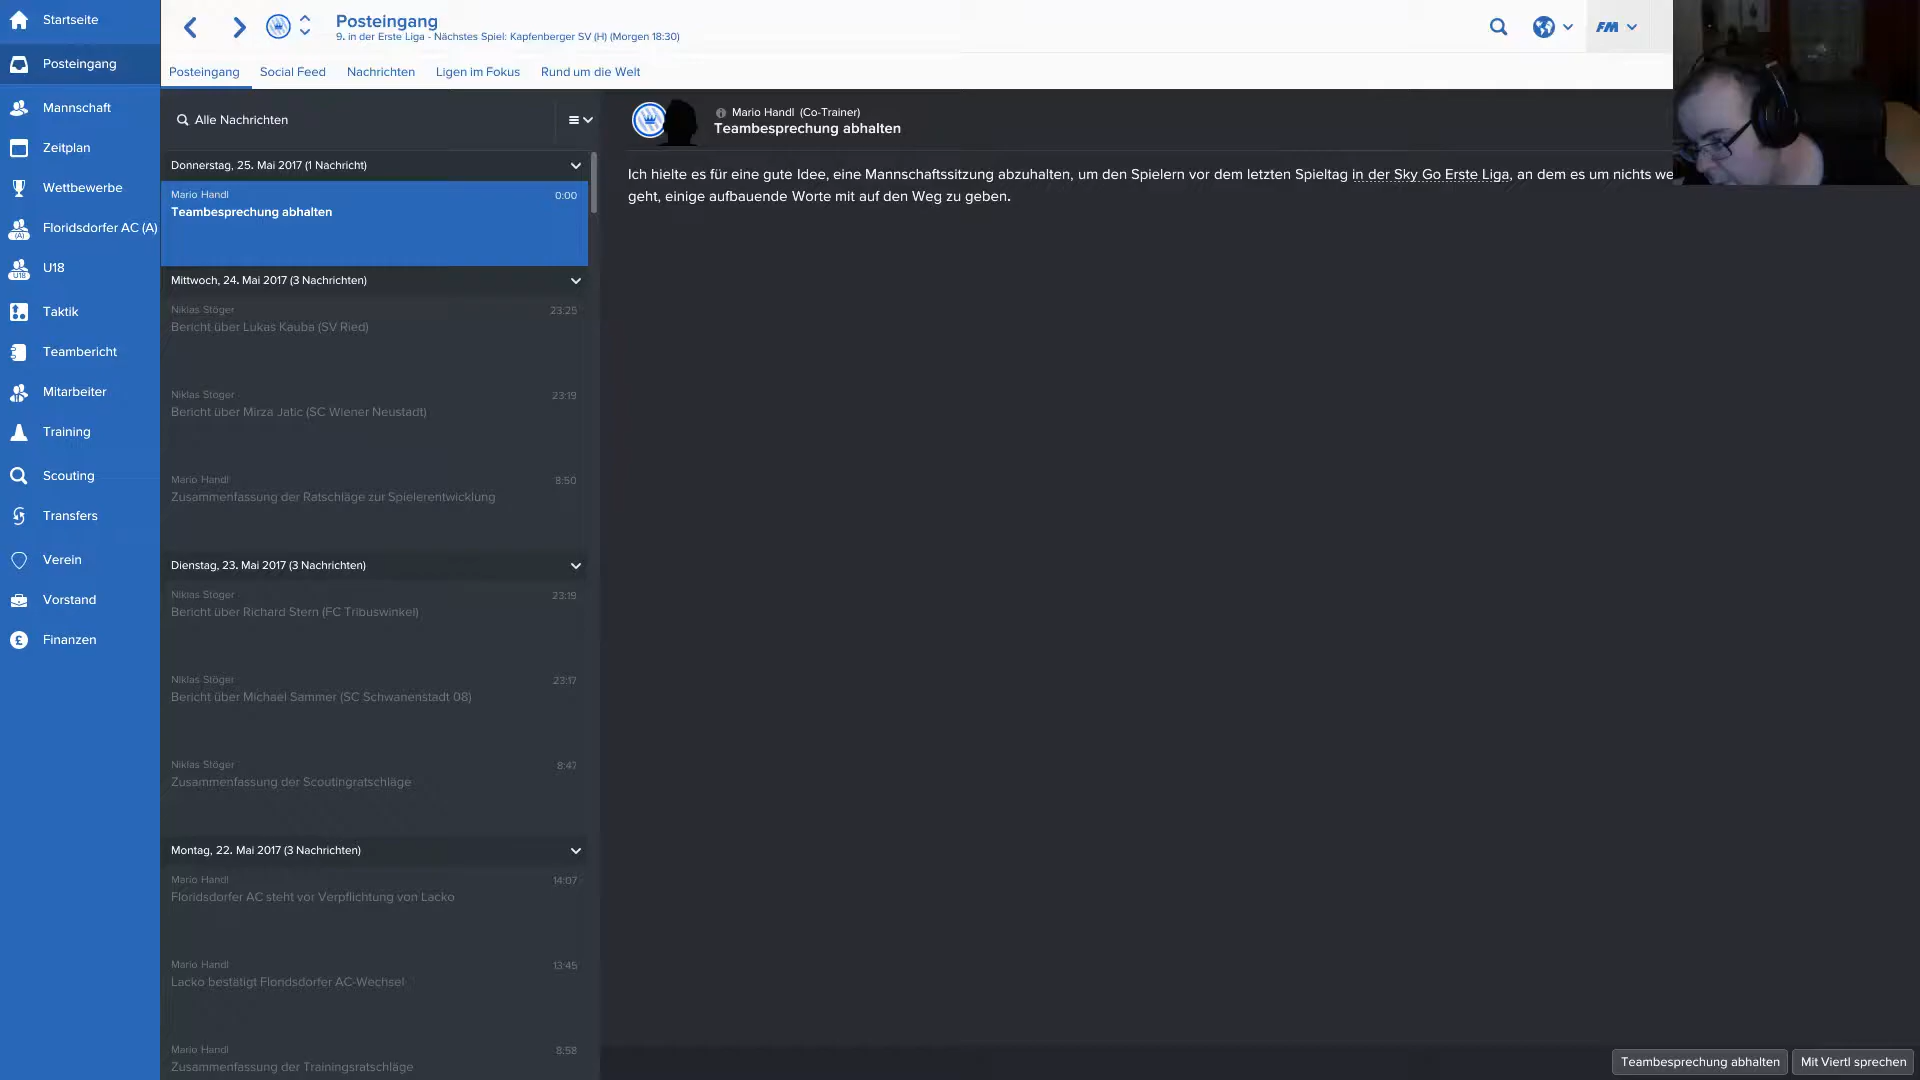 Startseite
Posteingang
Mannschaft
Zeitplan
Wettbewerbe
Floridsdorfer AC (A)
U18
Taktik
Teambericht
Mitarbeiter
Training
Scouting
Transfers
Verein
Vorstand
Finanzen
Posteingang
9. in der Erste Liga - Nächstes Spiel: Kapfenberger SV (H) (Morgen 18:30)
FM
Posteingang Social Feed Nachrichten Ligen im Fokus Rund um die Welt
Alle Nachrichten
Donnerstag, 25. Mai 2017 (1 Nachricht)
Mario Handl 0:00
Teambesprechung abhalten
Mittwoch, 24. Mai 2017 (3 Nachrichten)
Niklas Stöger 23:25
Bericht über Lukas Kauba (SV Ried)
Niklas Stöger 23:19
Bericht über Mirza Jatic (SC Wiener Neustadt)
Mario Handl 8:50
Zusammenfassung der Ratschläge zur Spielerentwicklung
Dienstag, 23. Mai 2017 (3 Nachrichten)
Niklas Stöger 23:19
Bericht über Richard Stern (FC Tribuswinkel)
Niklas Stöger 23:17
Bericht über Michael Sammer (SC Schwanenstadt 08)
Niklas Stöger 8:47
Zusammenfassung der Scoutingratschläge
Montag, 22. Mai 2017 (3 Nachrichten)
Mario Handl 14:07
Floridsdorfer AC steht vor Verpflichtung von Lacko
Mario Handl 13:45
Lacko bestätigt Floridsdorfer AC-Wechsel
Mario Handl 8:58
Zusammenfassung der Trainingsratschläge
Mario Handl (Co-Trainer)
Teambesprechung abhalten
Ich hielte es für eine gute Idee, eine Mannschaftssitzung abzuhalten, um den Spielern vor dem letzten Spieltag in der Sky Go Erste Liga, an dem es um nichts we
geht, einige aufbauende Worte mit auf den Weg zu geben.
Teambesprechung abhalten
Mit Viertl sprechen